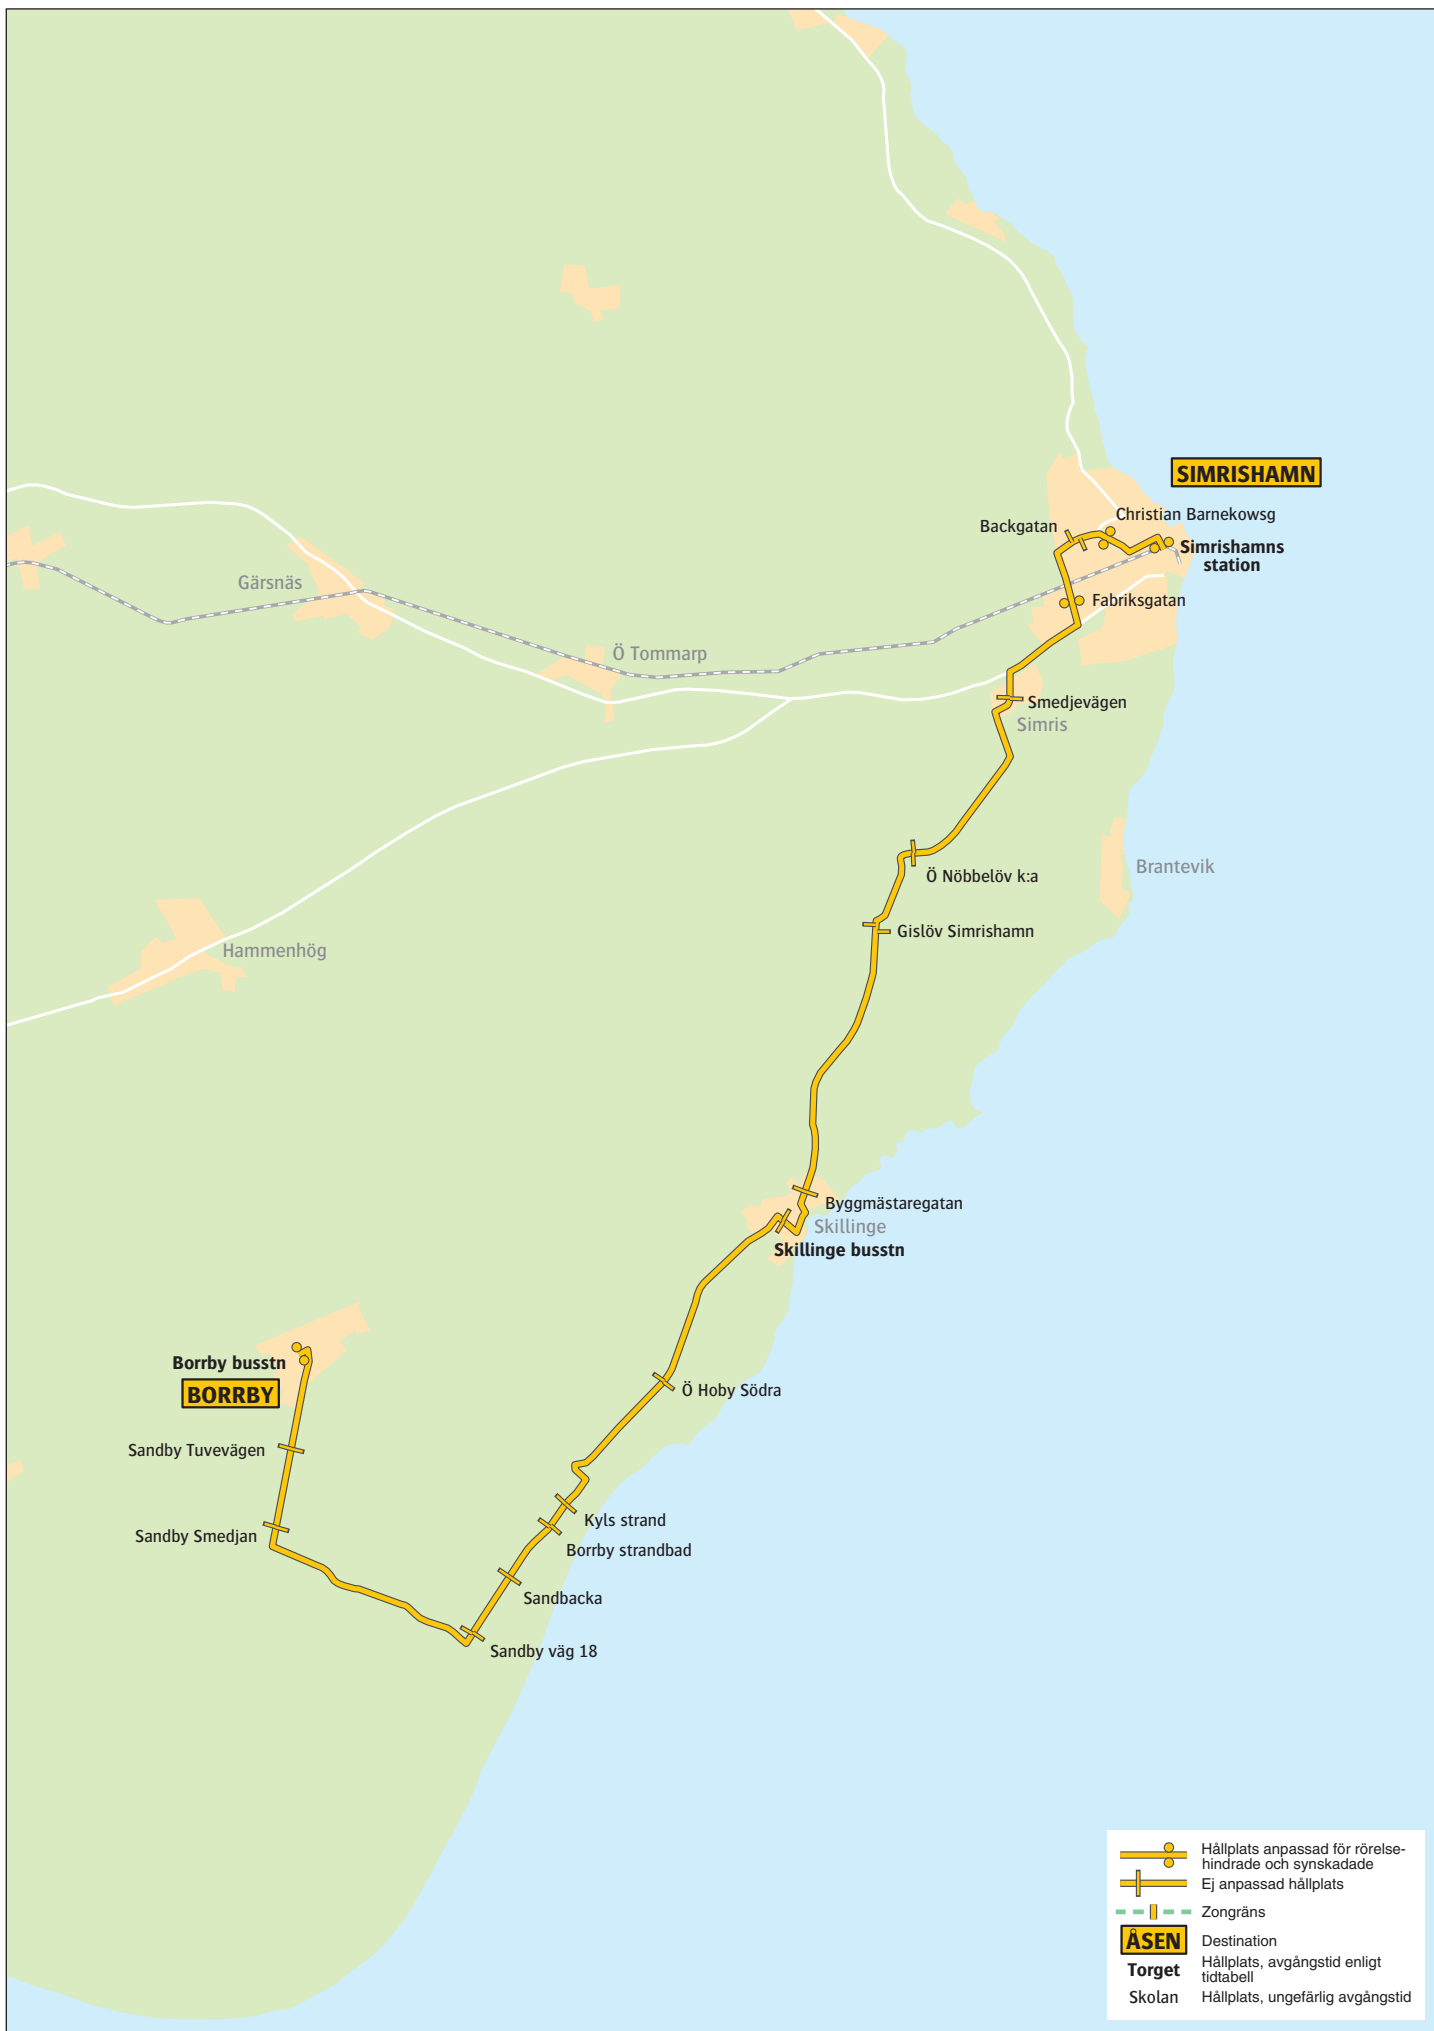 SIMRISHAMN
Christian Barnekowsg
Backgatan
Simrishamns
station
Gärsnäs
Fabriksgatan
Ö Tommarp
Smedjevägen
Simris
Brantevik
Ö Nöbbelöv k:a
Gislöv Simrishamn
Hammenhög
Byggmästaregatan
Skillinge
Skillinge busstn
Borrby busstn
BORRBY
Ö Hoby Södra
Sandby Tuvevägen
Kyls strand
Sandby Smedjan
Borrby strandbad
Sandbacka
Sandby väg 18
Hållplats anpassad för rörelse-
hindrade och synskadade
Ej anpassad hållplats
Zongräns
ÅSEN Destination
Torget Hållplats, avgångstid enligt
tidtabell
Skolan Hållplats, ungefärlig avgångstid